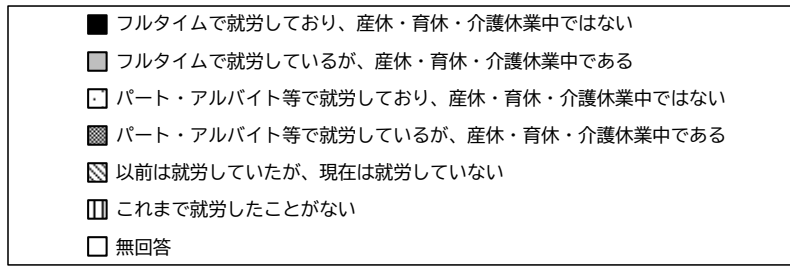 フルタイムで就労しており、産休・育休・介護休業中ではない
フルタイムで就労しているが、産休・育休・介護休業中である
パート・アルバイト等で就労しており、産休・育休・介護休業中ではない
パート・アルバイト等で就労しているが、産休・育休・介護休業中である
以前は就労していたが、現在は就労していない
これまで就労したことがない
無回答